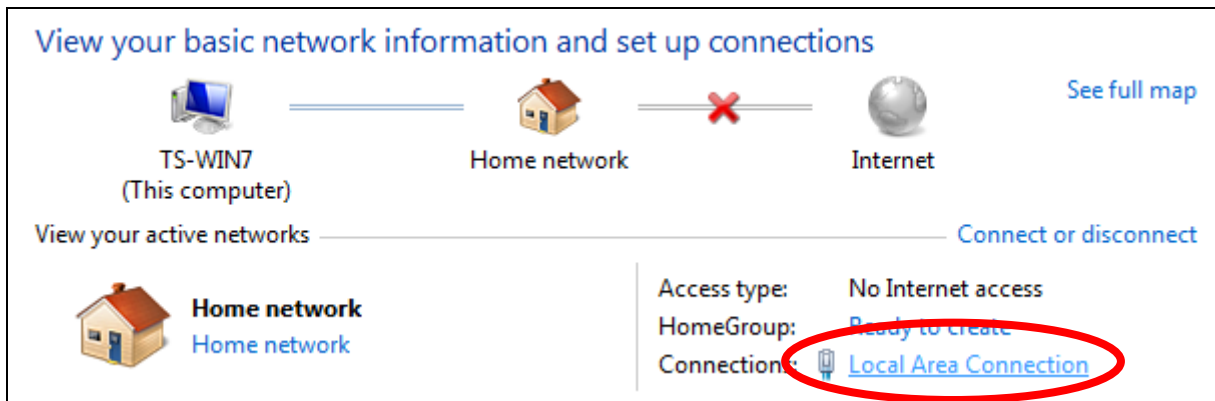 View your basic network information and set up connections
See full map
TS-WIN7
(This computer)
Home network
Internet
View your active networks
Connect or disconnect
Home network
Home network
Access type: No Internet access
HomeGroup: Ready to create
Connections: Local Area Connection